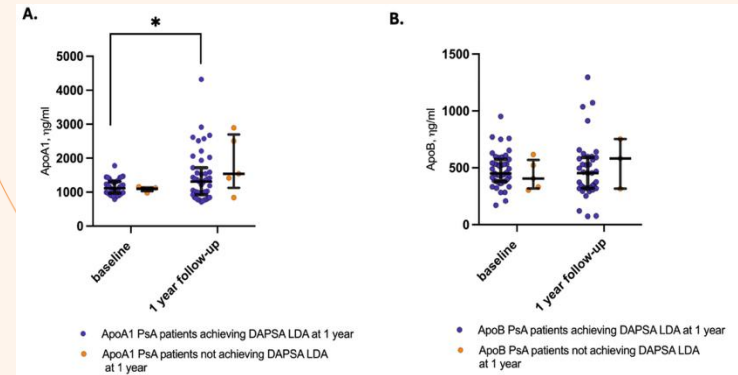 A.
*
5000
4000
3000
2000
1000
0
ApoA1, ηg/ml
baseline
1 year follow-up
ApoA1 PsA patients achieving DAPSA LDA at 1 year
ApoA1 PsA patients not achieving DAPSA LDA
at 1 year
B.
1500
1000
500
0
ApoB, ηg/ml
baseline
1 year follow-up
ApoB PsA patients achieving DAPSA LDA at 1 year
ApoB PsA patients not achieving DAPSA LDA
at 1 year